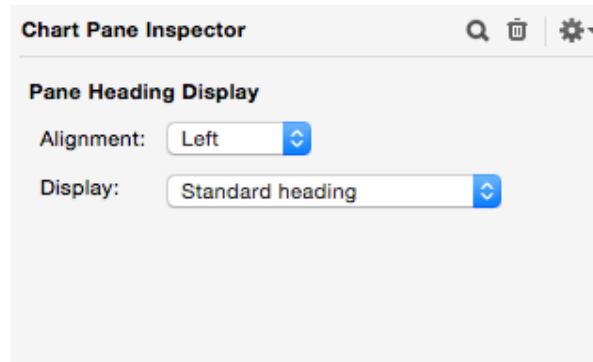 Chart Pane Inspector
Pane Heading Display
Alignment: Left
Display: Standard heading